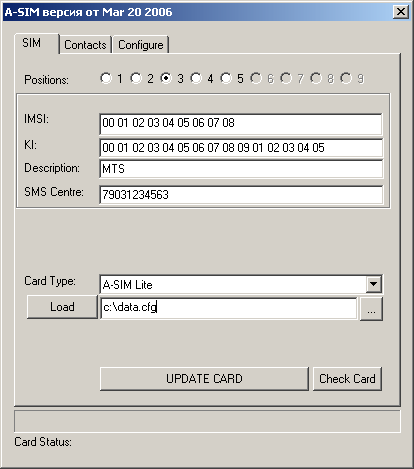 A-SIM версия от Mar 20 2006
SIM Contacts Configure
Positions: 1 2 3 4 5 6 7 8 9
IMSI: 00 01 02 03 04 05 06 07 08
KI: 00 01 02 03 04 05 06 07 08 09 01 02 03 04 05
Description: MTS
SMS Centre: 79031234563
Card Type: A-SIM Lite
Load c:\data.cfg ...
UPDATE CARD Check Card
Card Status: